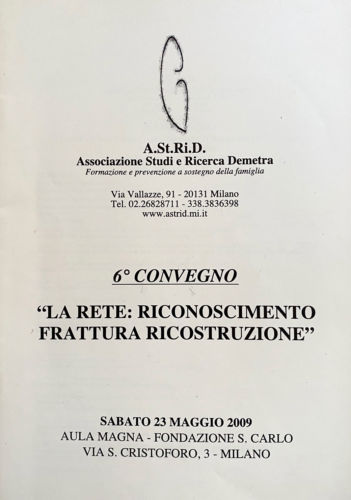 A.St.Ri.D.
Associazione Studi e Ricerca Demetra
Formazione e prevenzione a sostegno della famiglia
Via Vallazze, 91 - 20131 Milano
Tel. 02.26828711 - 338.3836398
www.astrid.mi.it
6° CONVEGNO
“LA RETE: RICONOSCIMENTO
FRATTURA RICOSTRUZIONE”
SABATO 23 MAGGIO 2009
AULA MAGNA - FONDAZIONE S. CARLO
VIA S. CRISTOFORO, 3 - MILANO